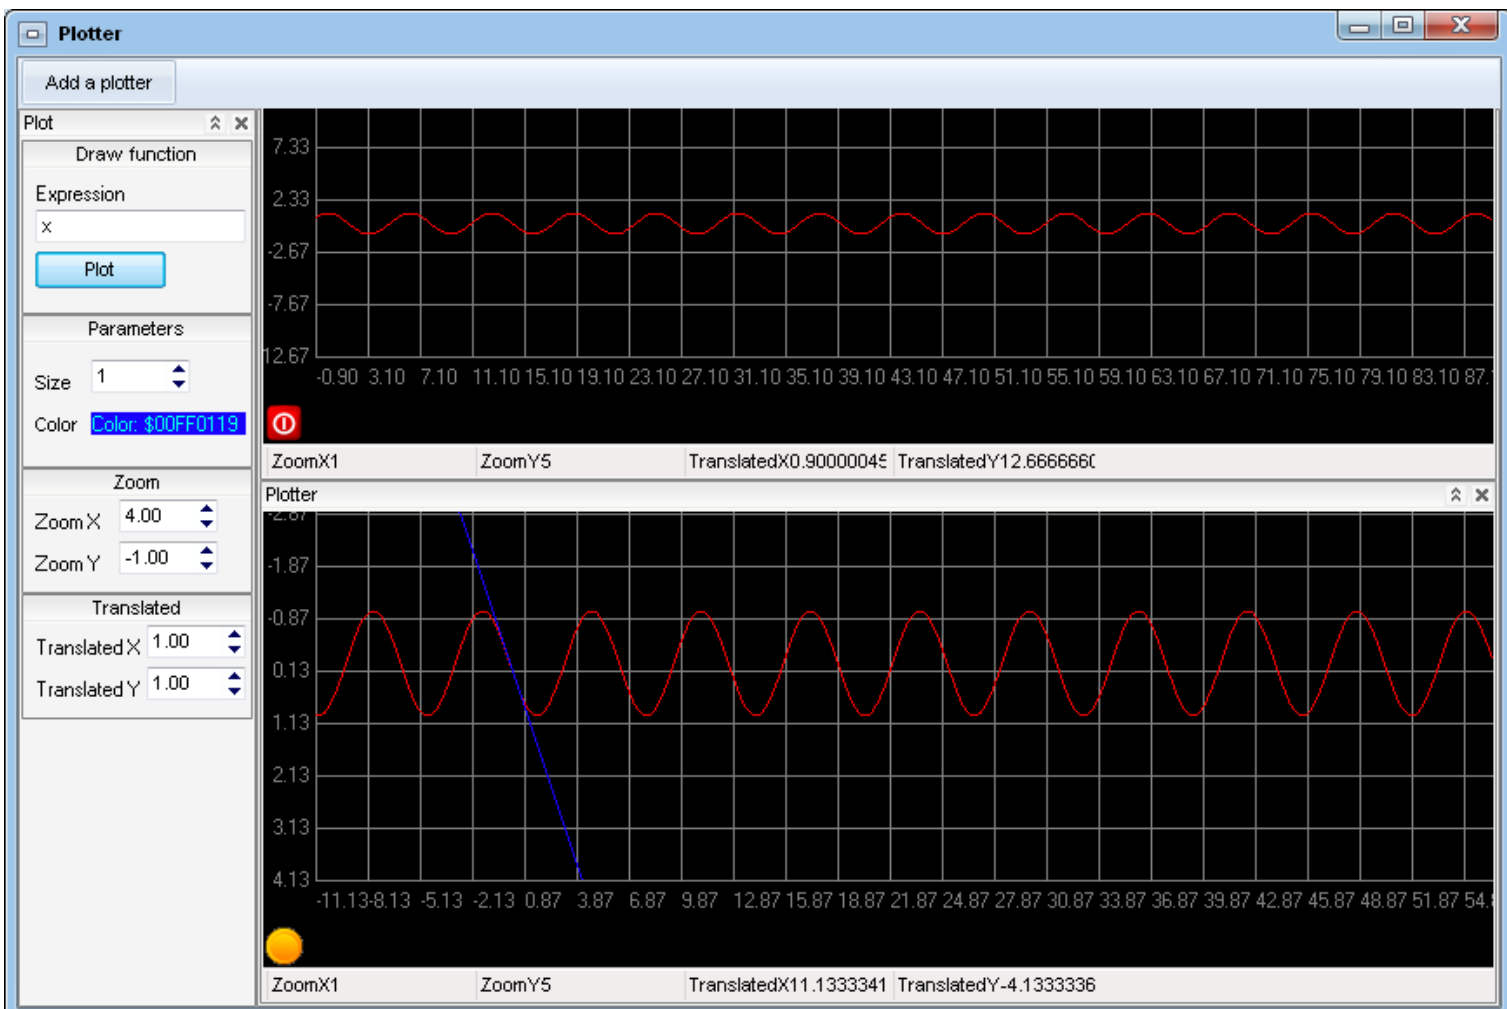 Plotter
Add a plotter
Plot
Draw function
Expression
x
Plot
Parameters
Size 1
Color Color: $00FF0119
Zoom
Zoom X 4.00
Zoom Y -1.00
Translated
Translated X 1.00
Translated Y 1.00
7.33
2.33
-2.67
-7.67
12.67
-0.90 3.10 7.10 11.10 15.10 19.10 23.10 27.10 31.10 35.10 39.10 43.10 47.10 51.10 55.10 59.10 63.10 67.10 71.10 75.10 79.10 83.10 87.
ZoomX1 ZoomY5 TranslatedX0.90000045 TranslatedY12.6666660
Plotter
-2.87
-1.87
-0.87
0.13
1.13
2.13
3.13
4.13
-11.13 -8.13 -5.13 -2.13 0.87 3.87 6.87 9.87 12.87 15.87 18.87 21.87 24.87 27.87 30.87 33.87 36.87 39.87 42.87 45.87 48.87 51.87 54.
ZoomX1 ZoomY5 TranslatedX11.1333341 TranslatedY-4.1333336